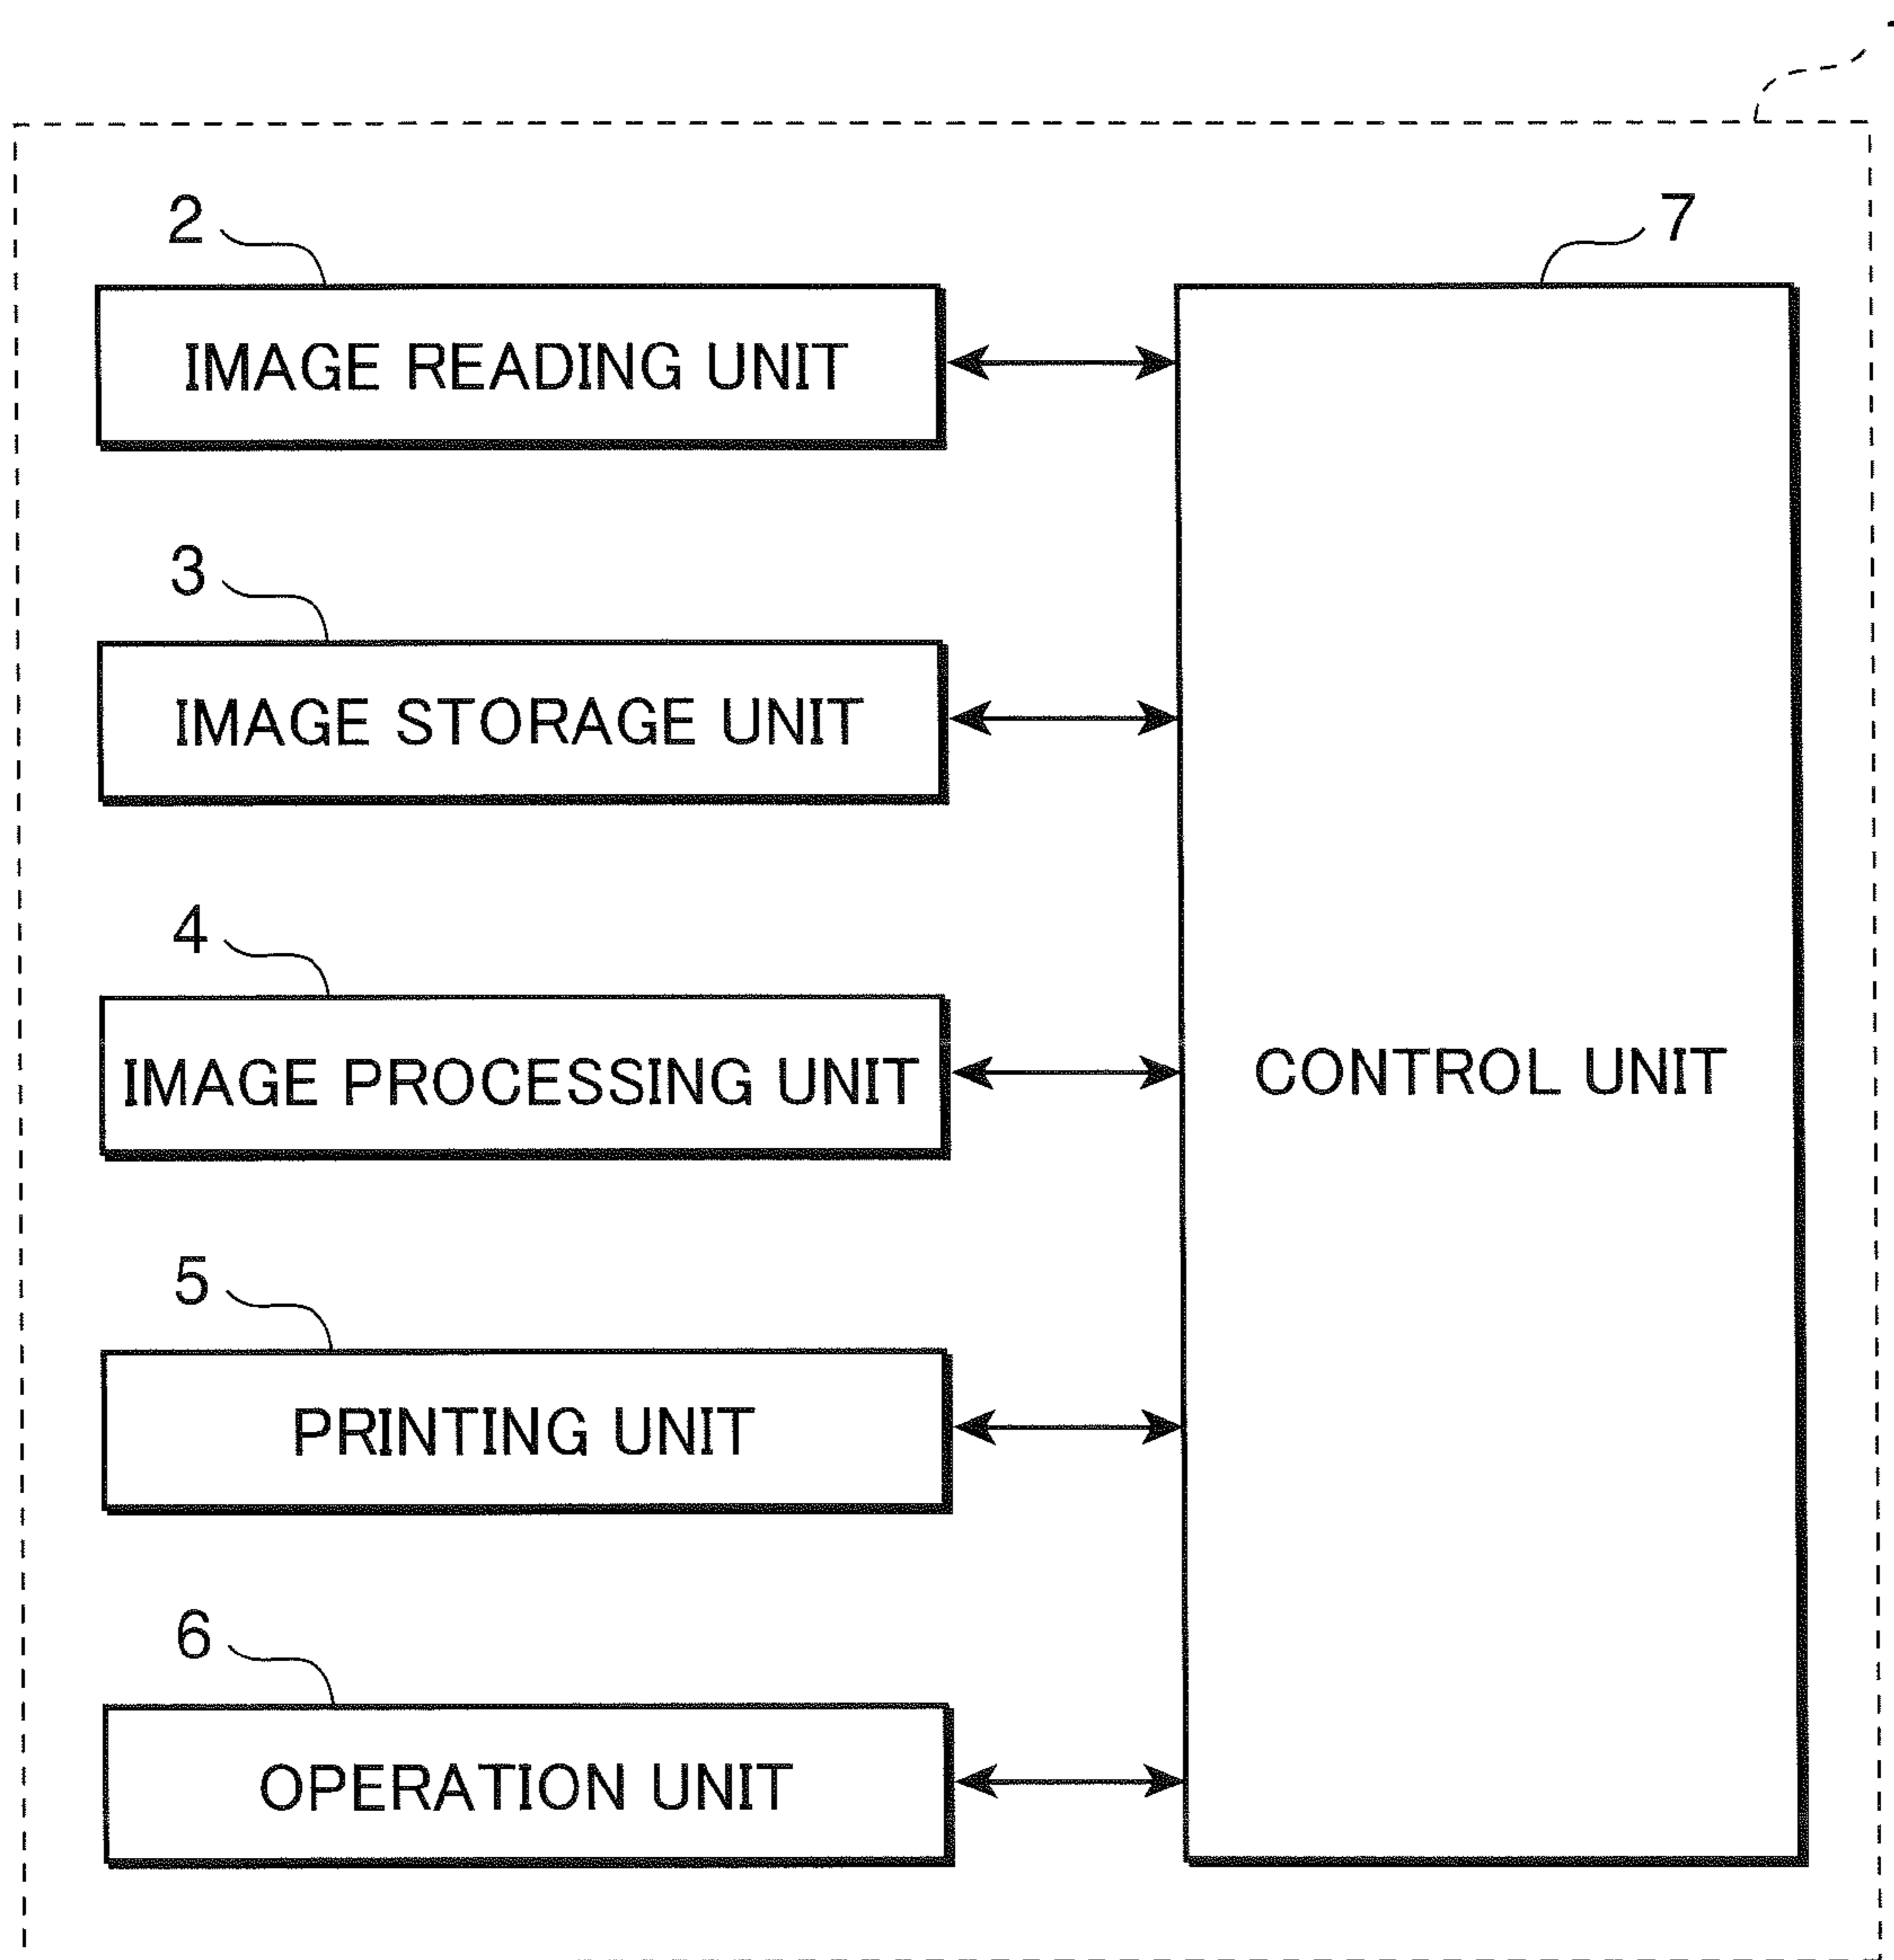 2
7
IMAGE READING UNIT
3
IMAGE STORAGE UNIT
4
IMAGE PROCESSING UNIT
CONTROL UNIT
5
PRINTING UNIT
6
OPERATION UNIT